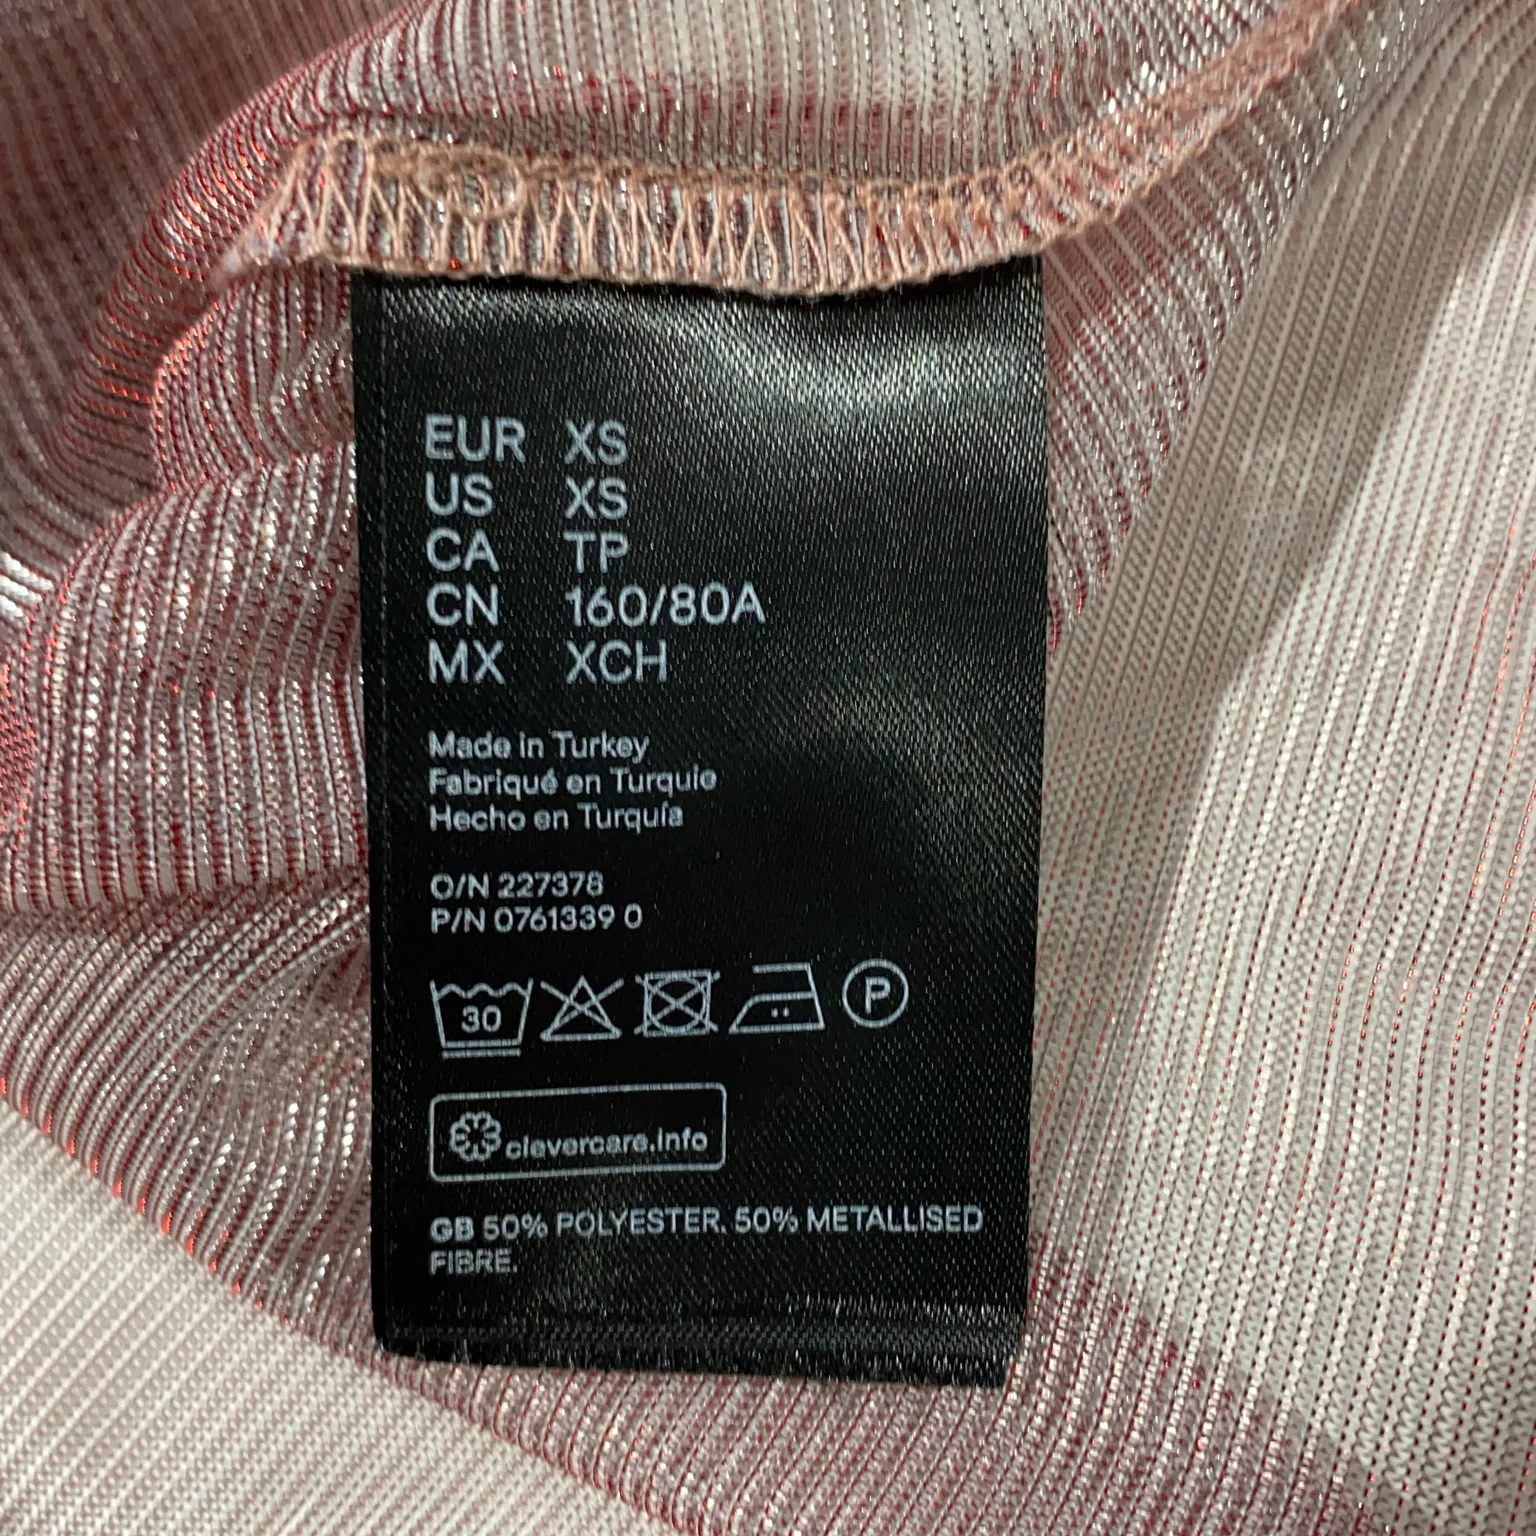 EUR XS
US XS
CA TP
CN 160/80A
MX XCH
Made in Turkey
Fabriqué en Turquie
Hecho en Turquía
O/N 227378
P/N 0761339 0
30 P
clevercare.info
GB 50% POLYESTER. 50% METALLISED
FIBRE.